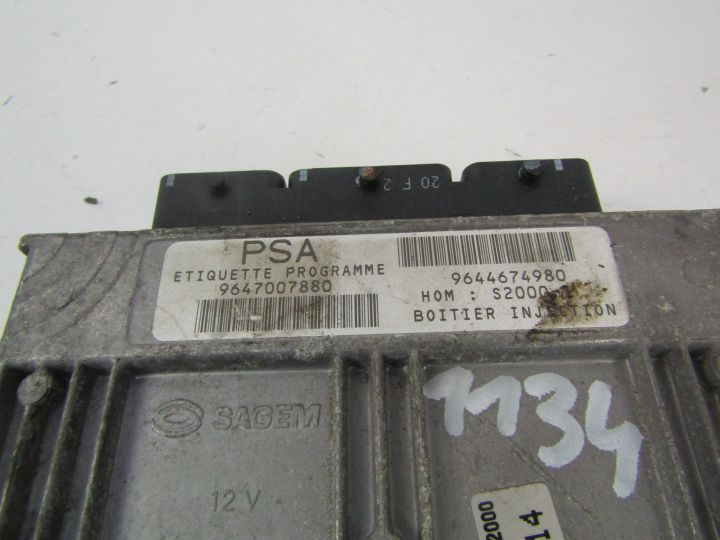 20 F 2
PSA
ETIQUETTE PROGRAMME
9647007880
9644674980
HOM : S2000
BOITIER INJECTION
SAGEM
12 V
1134
2000
14